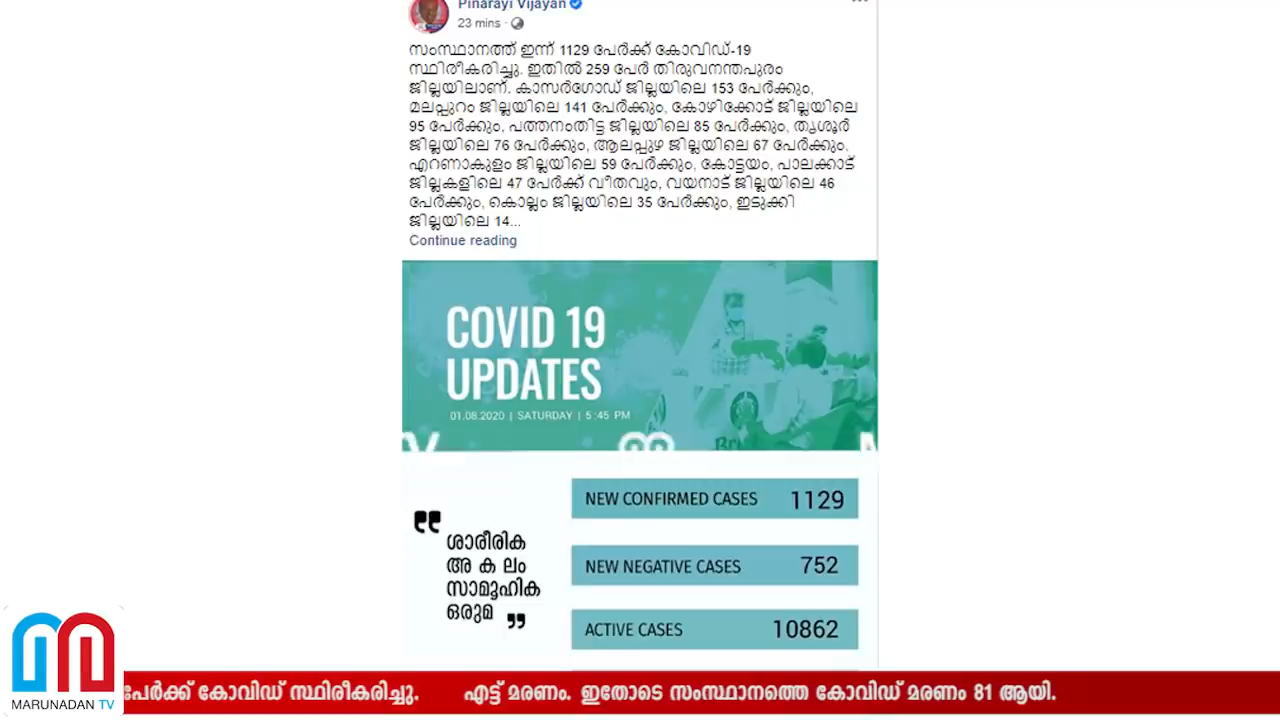 Pinarayi Vijayan
23 mins ·
സംസ്ഥാനത്ത് ഇന്ന് 1129 പേർക്ക് കോവിഡ്-19
സ്ഥിരീകരിച്ചു. ഇതിൽ 259 പേർ തിരുവനന്തപുരം
ജില്ലയിലാണ്. കാസർഗോഡ് ജില്ലയിലെ 153 പേർക്കും,
മലപ്പുറം ജില്ലയിലെ 141 പേർക്കും, കോഴിക്കോട് ജില്ലയിലെ
95 പേർക്കും, പത്തനംതിട്ട ജില്ലയിലെ 85 പേർക്കും, തൃശൂർ
ജില്ലയിലെ 76 പേർക്കും, ആലപ്പുഴ ജില്ലയിലെ 67 പേർക്കും,
എറണാകുളം ജില്ലയിലെ 59 പേർക്കും, കോട്ടയം, പാലക്കാട്
ജില്ലകളിലെ 47 പേർക്ക് വീതവും, വയനാട് ജില്ലയിലെ 46
പേർക്കും, കൊല്ലം ജില്ലയിലെ 35 പേർക്കും, ഇടുക്കി
ജില്ലയിലെ 14...
Continue reading
COVID 19
UPDATES
01.08.2020 | SATURDAY | 5:45 PM
NEW CONFIRMED CASES 1129
NEW NEGATIVE CASES 752
ACTIVE CASES 10862
❝ ശാരീരിക
അ ക ലം
സാമൂഹിക
ഒരുമ ❞
MARUNADAN TV
പേർക്ക് കോവിഡ് സ്ഥിരീകരിച്ചു. എട്ട് മരണം. ഇതോടെ സംസ്ഥാനത്തെ കോവിഡ് മരണം 81 ആയി.